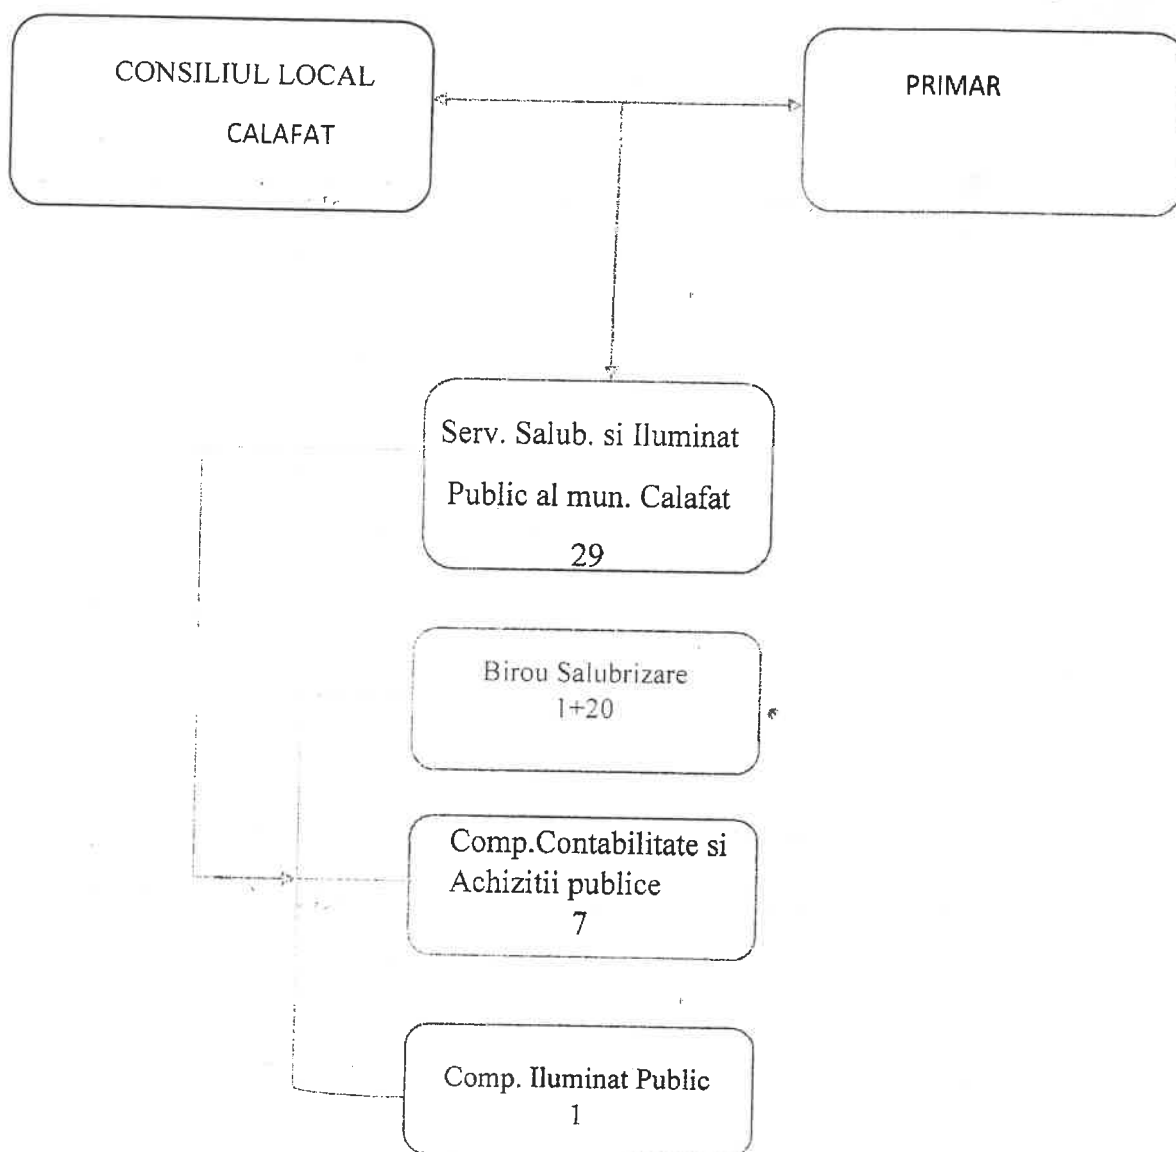 CONSILIUL LOCAL
CALAFAT
PRIMAR
Serv. Salub. si Iluminat
Public al mun. Calafat
29
Birou Salubrizare
1+20
Comp.Contabilitate si
Achizitii publice
7
Comp. Iluminat Public
1